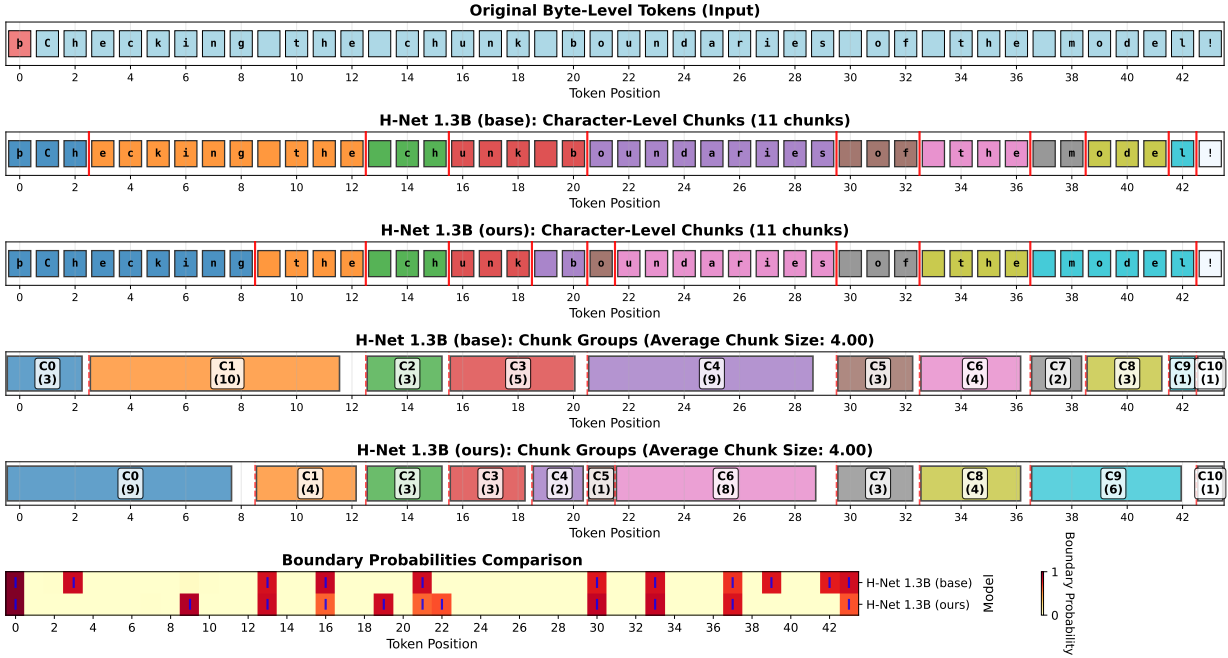 Original Byte-Level Tokens (Input)
þ C h e c k i n g t h e c h u n k b o u n d a r i e s o f t h e m o d e l !
0 2 4 6 8 10 12 14 16 18 20 22 24 26 28 30 32 34 36 38 40 42
Token Position
H-Net 1.3B (base): Character-Level Chunks (11 chunks)
þ C h e c k i n g t h e c h u n k b o u n d a r i e s o f t h e m o d e l !
0 2 4 6 8 10 12 14 16 18 20 22 24 26 28 30 32 34 36 38 40 42
Token Position
H-Net 1.3B (ours): Character-Level Chunks (11 chunks)
þ C h e c k i n g t h e c h u n k b o u n d a r i e s o f t h e m o d e l !
0 2 4 6 8 10 12 14 16 18 20 22 24 26 28 30 32 34 36 38 40 42
Token Position
H-Net 1.3B (base): Chunk Groups (Average Chunk Size: 4.00)
C0 C1 C2 C3 C4 C5 C6 C7 C8 C9 C10
(3) (10) (3) (5) (9) (3) (4) (2) (3) (1) (1)
0 2 4 6 8 10 12 14 16 18 20 22 24 26 28 30 32 34 36 38 40 42
Token Position
H-Net 1.3B (ours): Chunk Groups (Average Chunk Size: 4.00)
C0 C1 C2 C3 C4 C5 C6 C7 C8 C9 C10
(9) (4) (3) (3) (2) (1) (8) (3) (4) (6) (1)
0 2 4 6 8 10 12 14 16 18 20 22 24 26 28 30 32 34 36 38 40 42
Token Position
Boundary Probabilities Comparison
H-Net 1.3B (base)
H-Net 1.3B (ours)
Model
0 2 4 6 8 10 12 14 16 18 20 22 24 26 28 30 32 34 36 38 40 42
Token Position
1
0
Boundary Probability